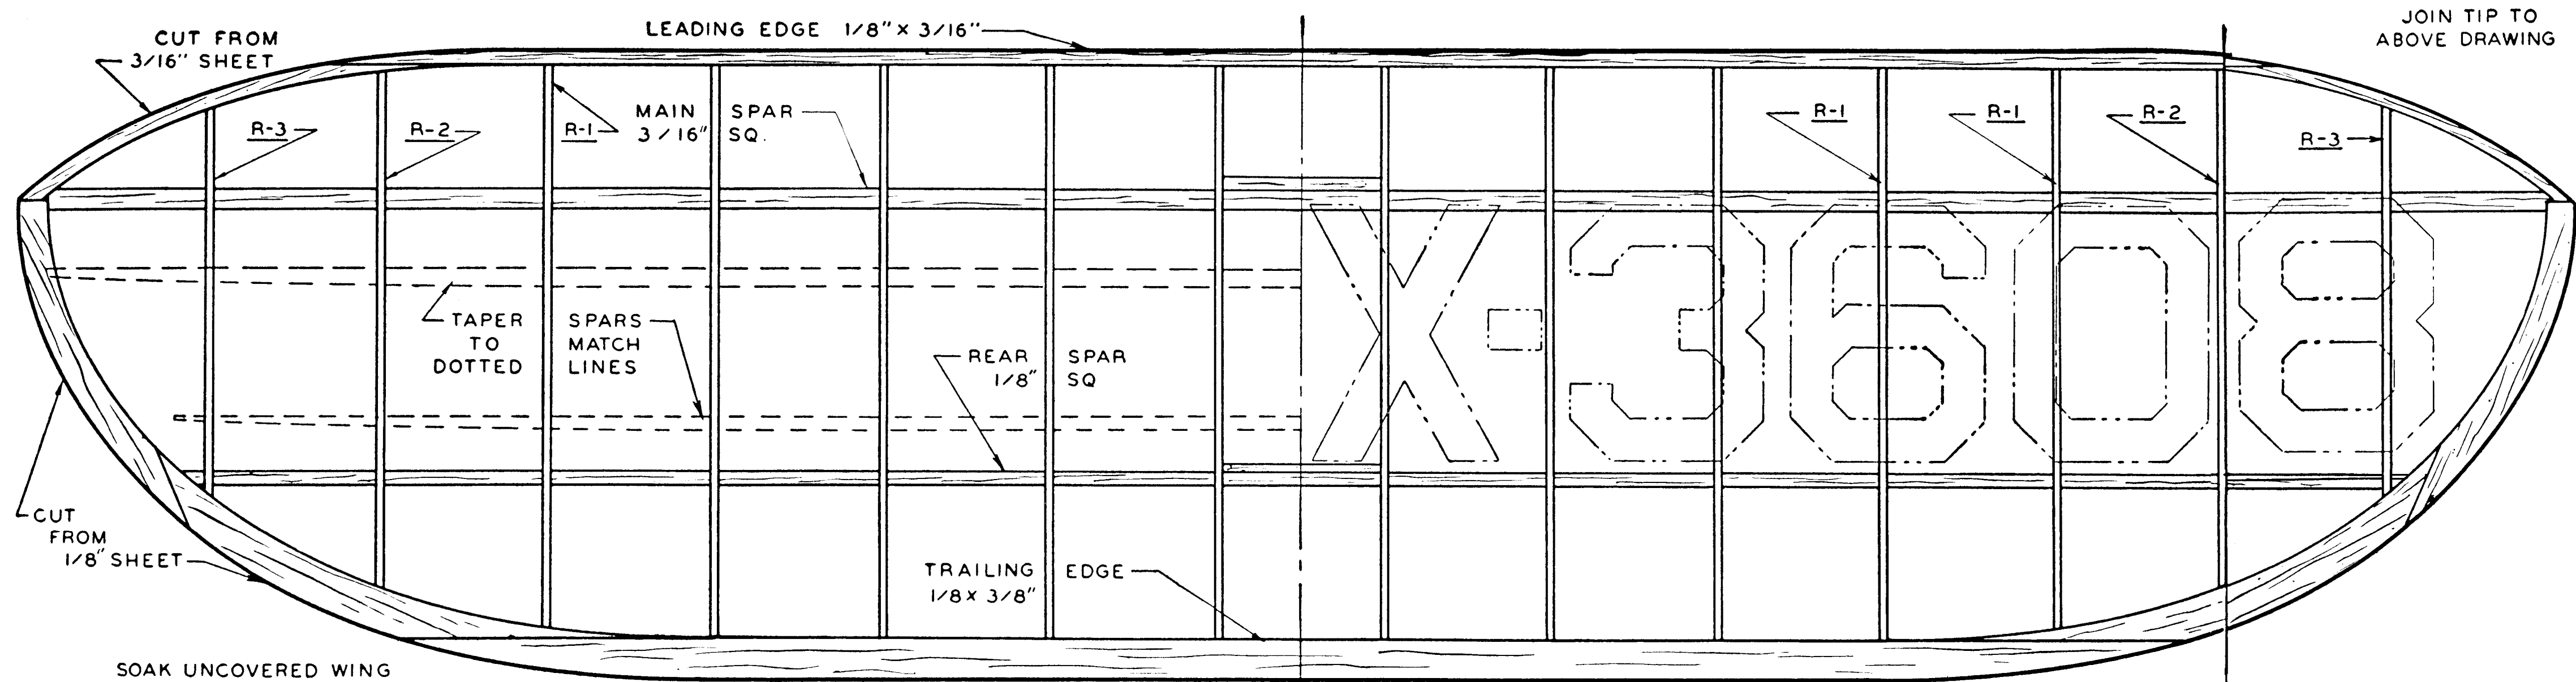 LEADING EDGE 1/8" X 3/16"
JOIN TIP TO
ABOVE DRAWING
CUT FROM
3/16" SHEET
R-3
R-2
R-1
MAIN SPAR
3/16" SQ.
R-1
R-1
R-2
R-3
X-3608
TAPER SPARS
TO MATCH
DOTTED LINES
REAR SPAR
1/8" SQ
CUT
FROM
1/8" SHEET
TRAILING EDGE
1/8 X 3/8"
SOAK UNCOVERED WING